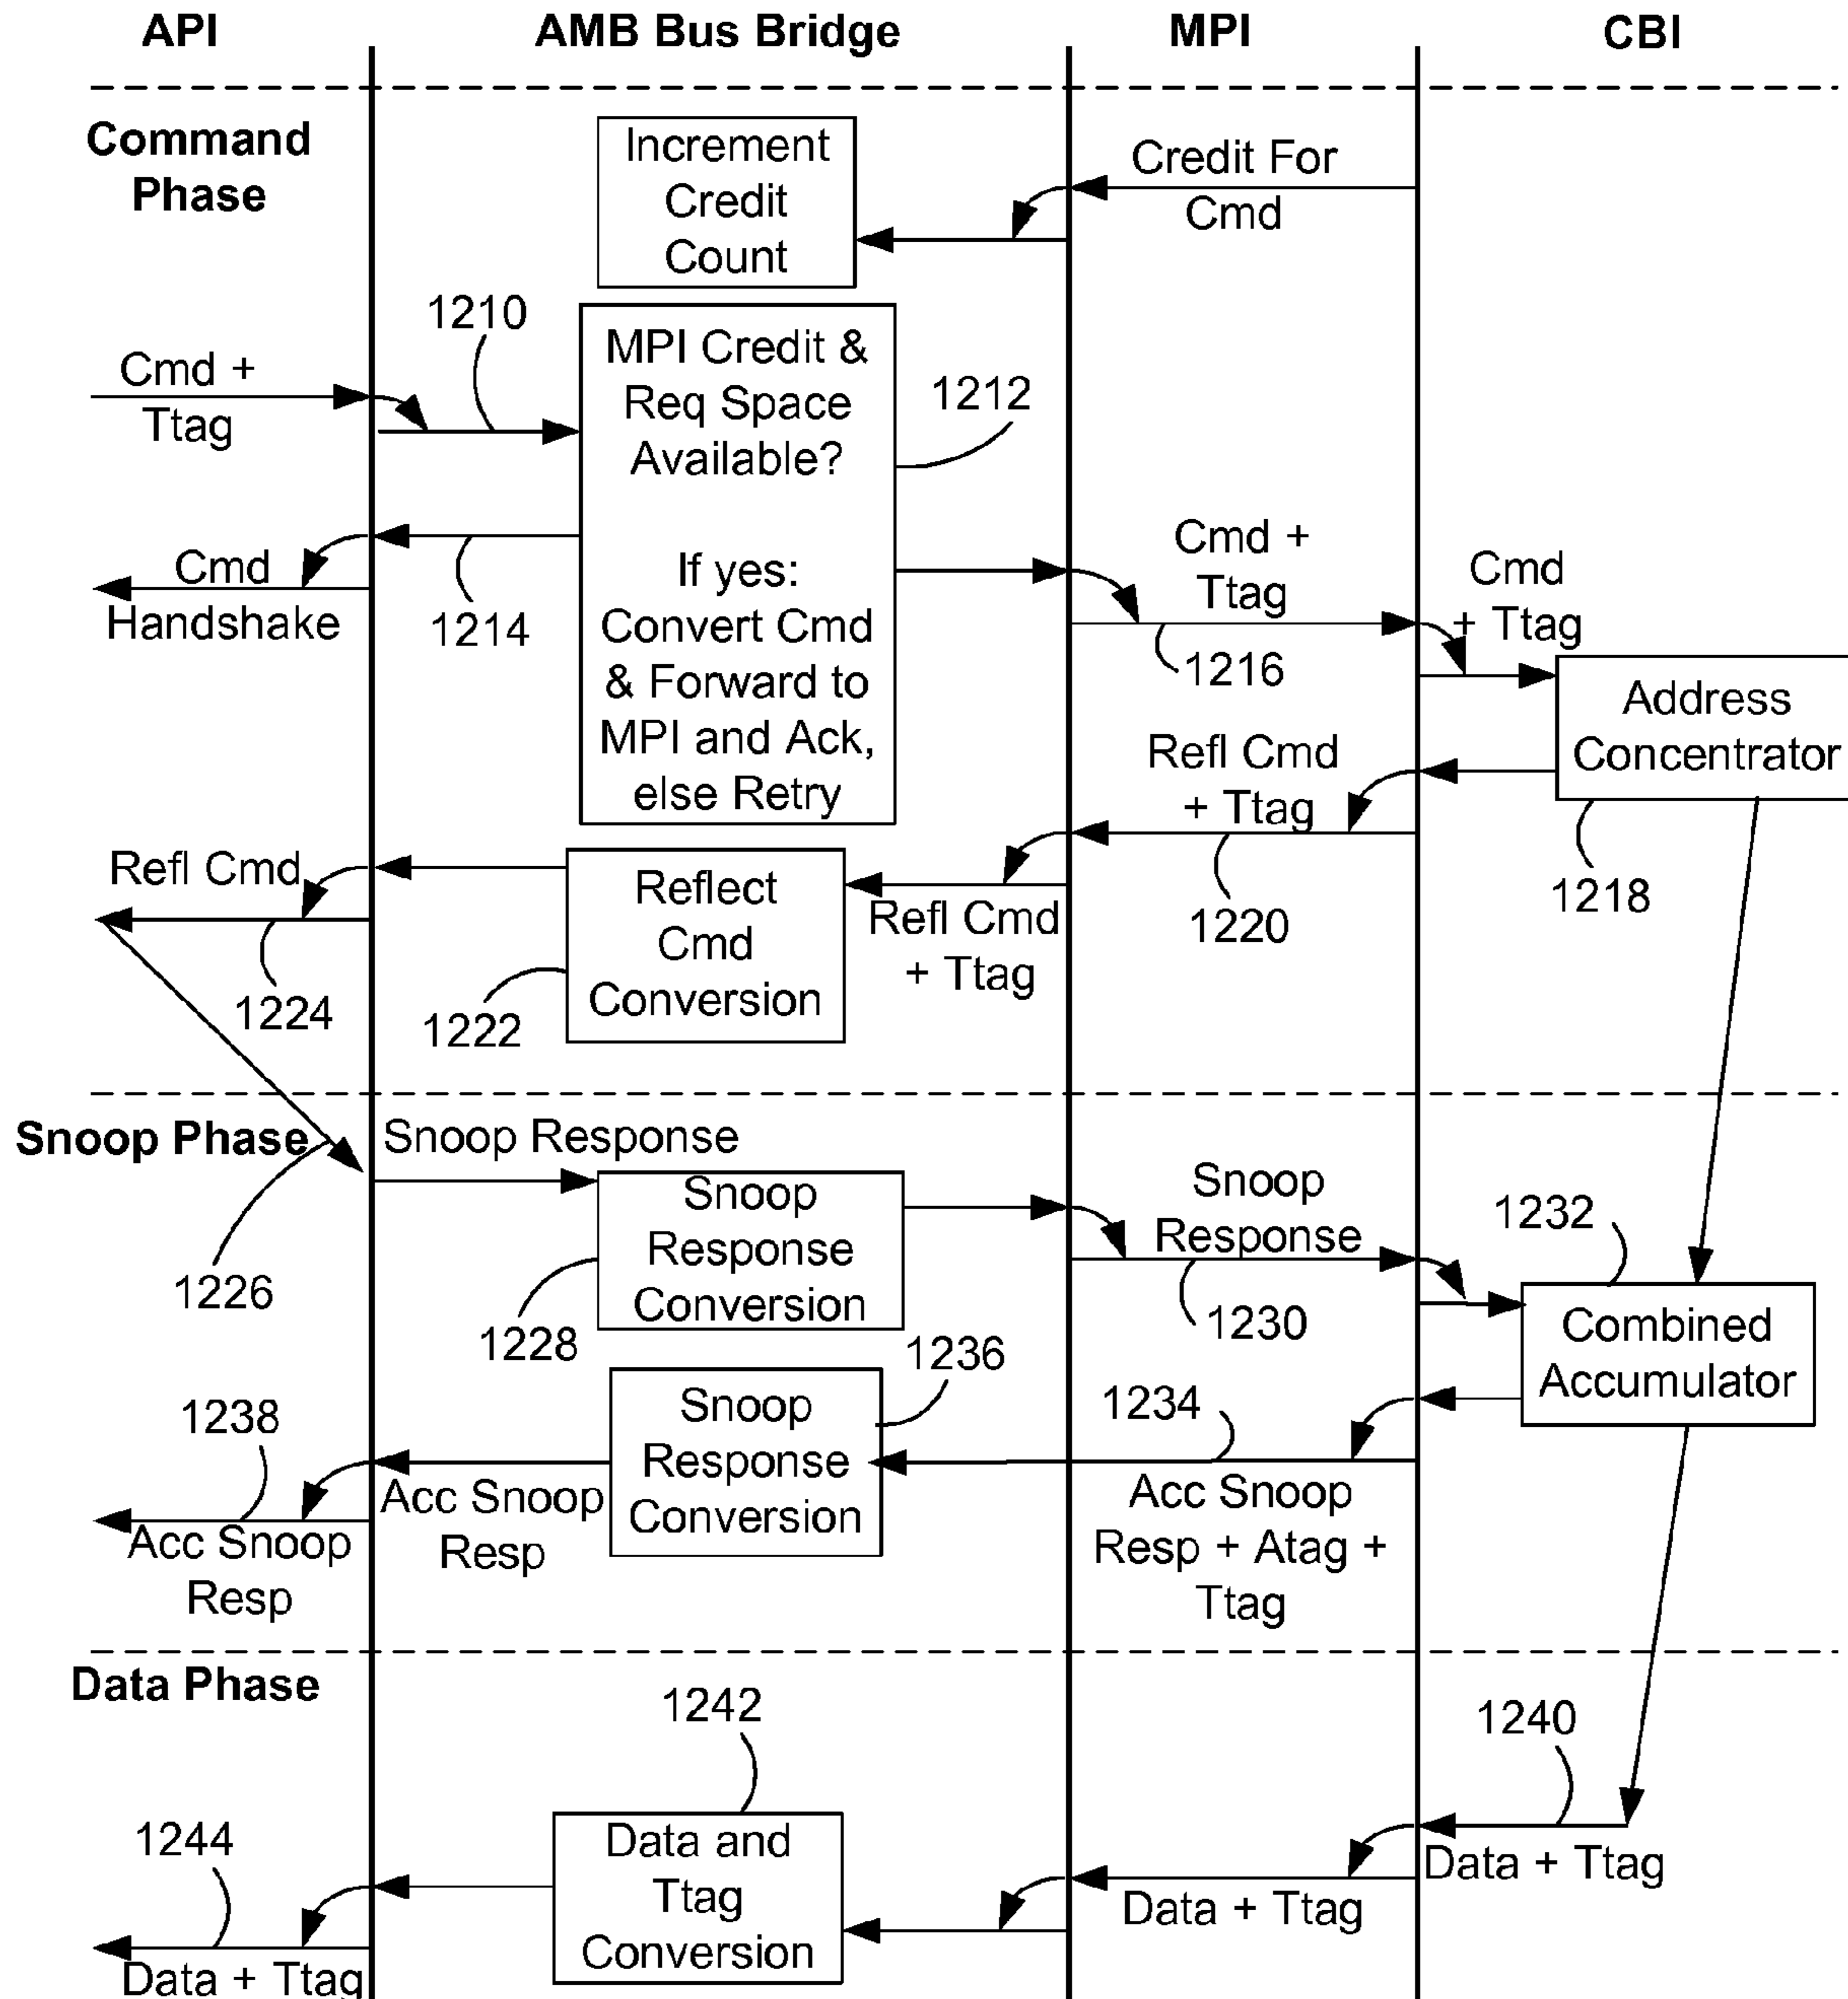 API
AMB Bus Bridge
MPI
CBI
Command
Phase
Increment
Credit
Count
Credit For
Cmd
1210
Cmd +
Ttag
MPI Credit &
Req Space
Available?
If yes:
Convert Cmd
& Forward to
MPI and Ack,
else Retry
1212
Cmd
Handshake
1214
Cmd +
Ttag
1216
Cmd
+ Ttag
Address
Concentrator
1218
Refl Cmd
+ Ttag
1220
Refl Cmd
+ Ttag
Reflect
Cmd
Conversion
1222
Refl Cmd
1224
Snoop Phase
1226
Snoop Response
Snoop
Response
Conversion
1228
Snoop
Response
1230
1232
Combined
Accumulator
1234
Acc Snoop
Resp + Atag +
Ttag
1236
Snoop
Response
Conversion
Acc Snoop
Resp
1238
Acc Snoop
Resp
Data Phase
1240
Data + Ttag
Data + Ttag
1242
Data and
Ttag
Conversion
1244
Data + Ttag